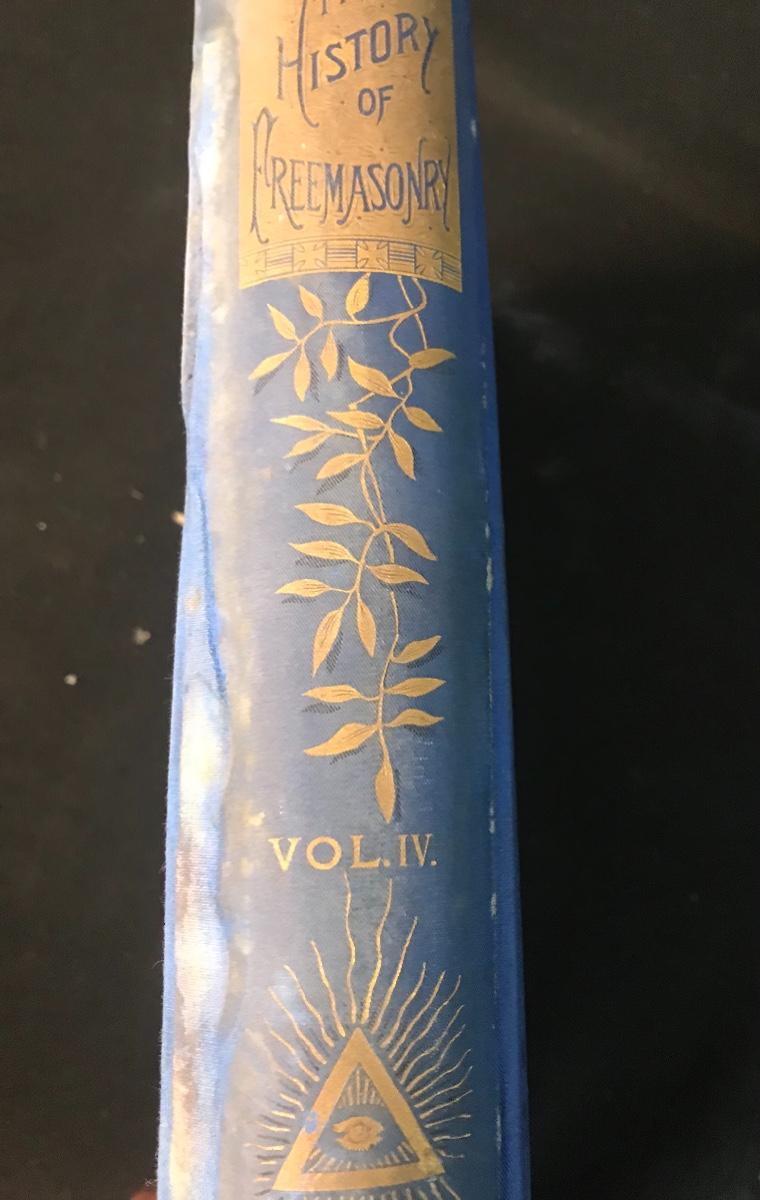 HISTORY
OF
FREEMASONRY
VOL. IV.